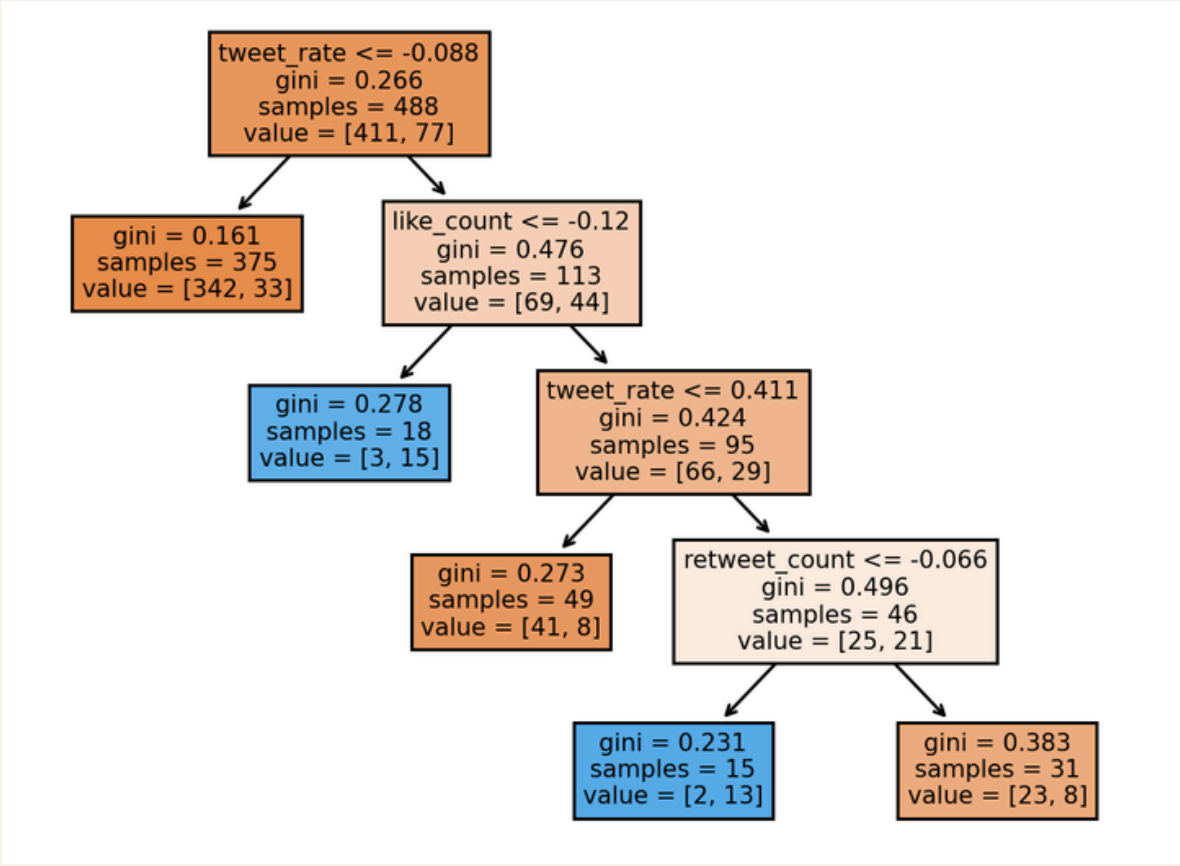 tweet_rate <= -0.088
gini = 0.266
samples = 488
value = [411, 77]
gini = 0.161
samples = 375
value = [342, 33]
like_count <= -0.12
gini = 0.476
samples = 113
value = [69, 44]
gini = 0.278
samples = 18
value = [3, 15]
tweet_rate <= 0.411
gini = 0.424
samples = 95
value = [66, 29]
gini = 0.273
samples = 49
value = [41, 8]
retweet_count <= -0.066
gini = 0.496
samples = 46
value = [25, 21]
gini = 0.231
samples = 15
value = [2, 13]
gini = 0.383
samples = 31
value = [23, 8]